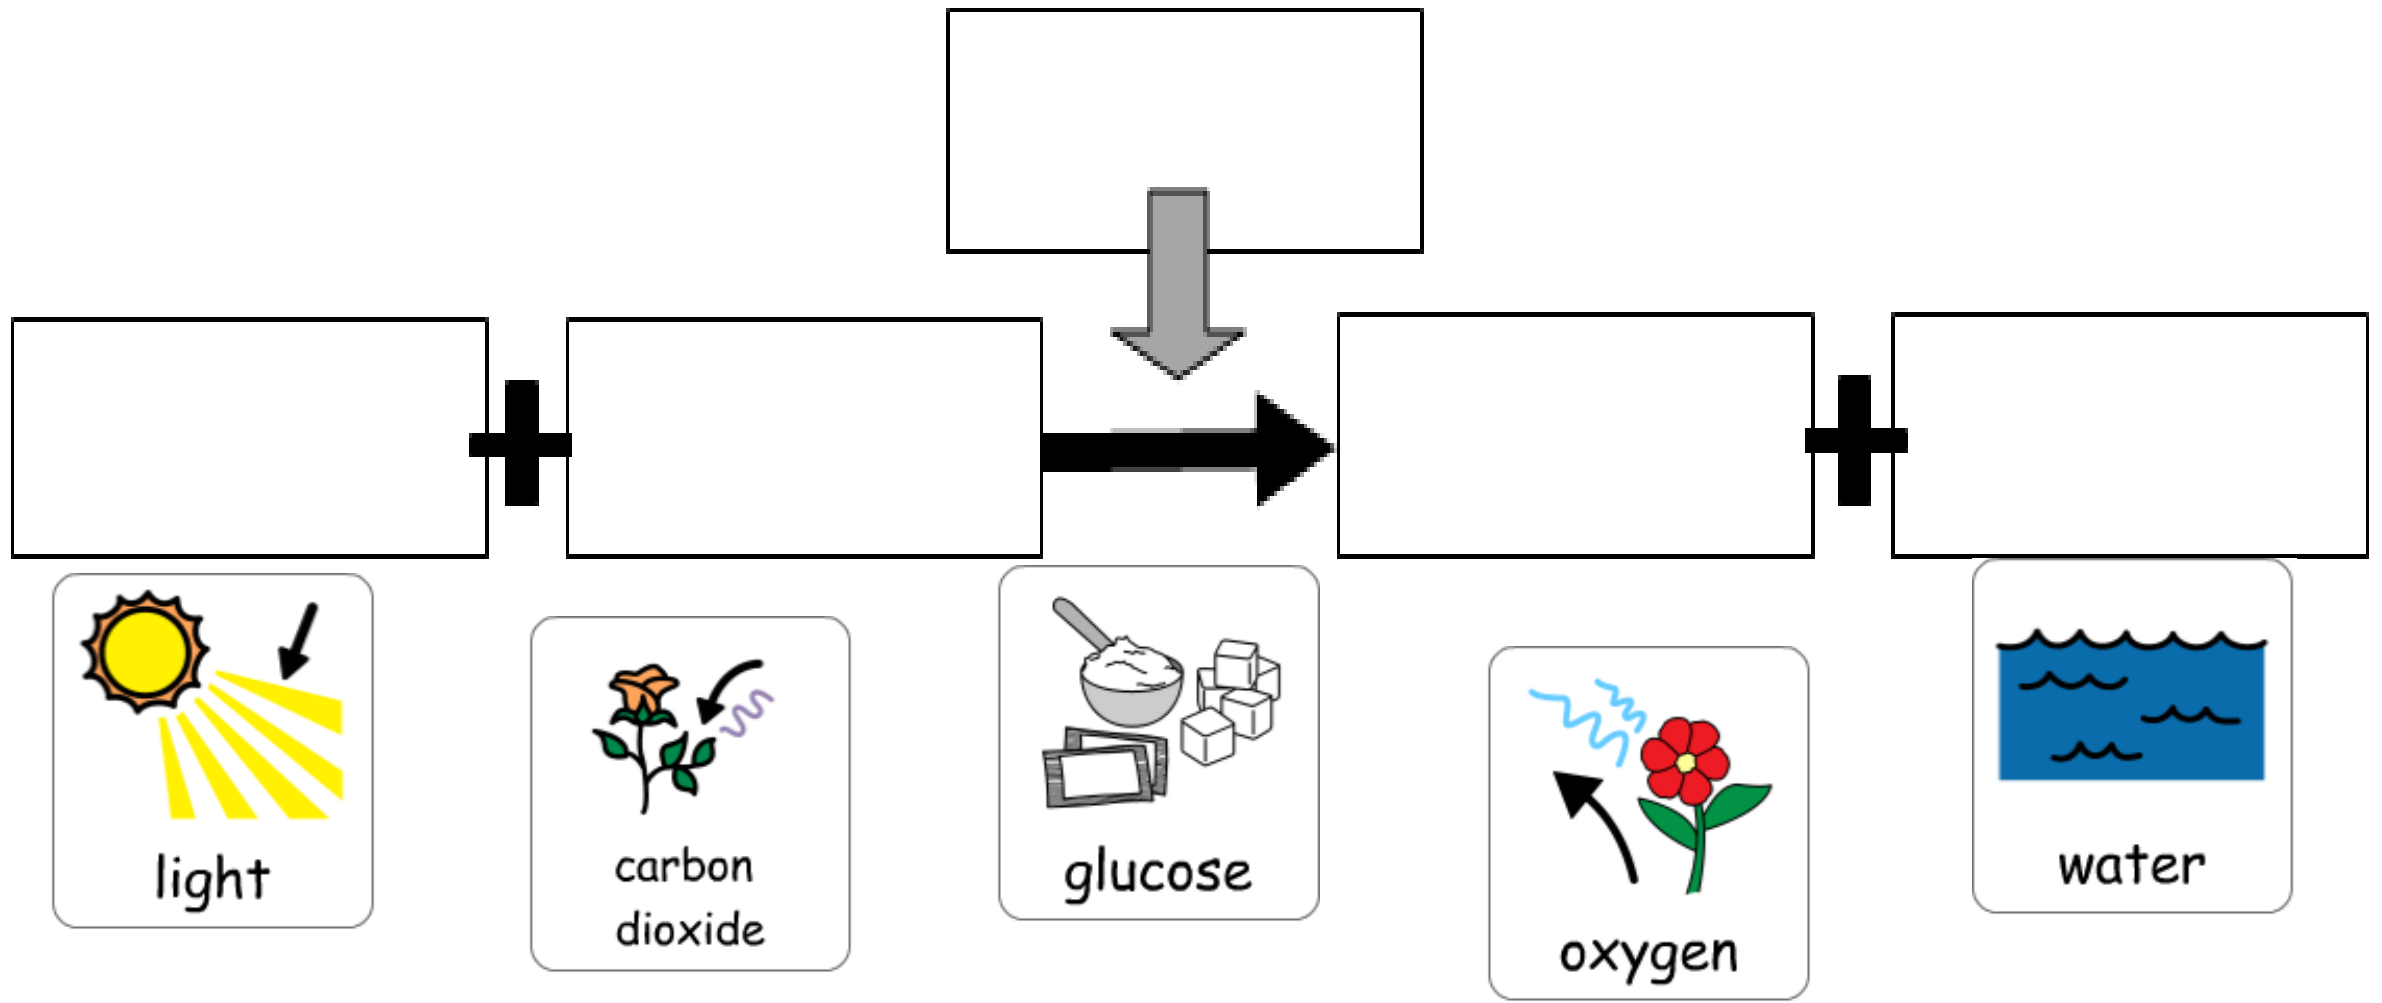 light
carbon
dioxide
glucose
oxygen
water